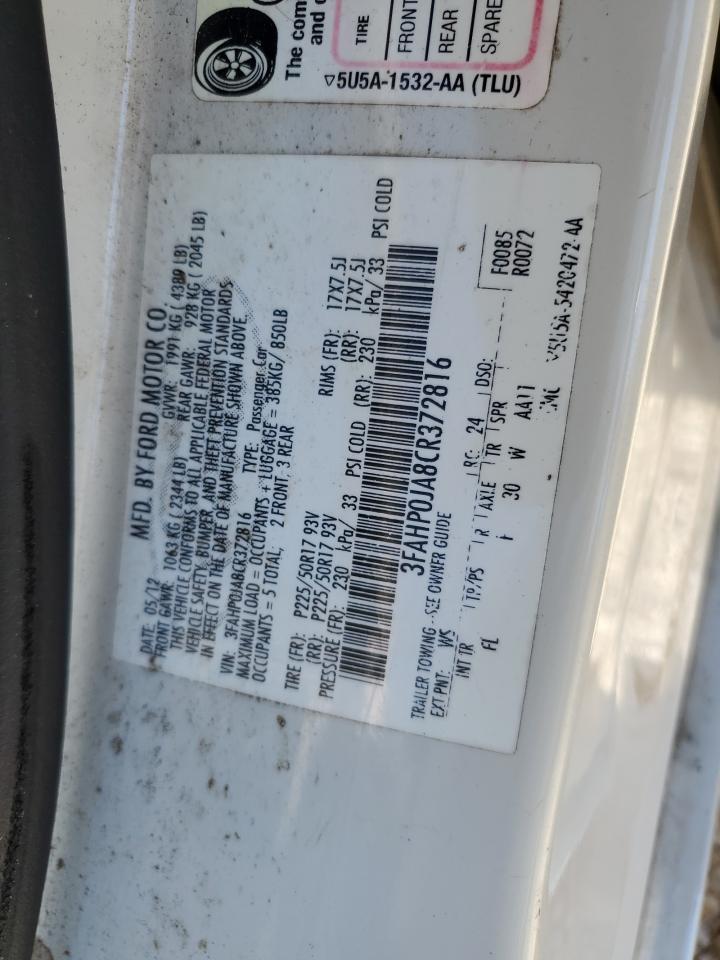 The com
and c
TIRE
FRONT
REAR
SPARE
▽5U5A-1532-AA (TLU)
MFD. BY FORD MOTOR CO.
DATE: 05/12 GVWR: 1991 KG ( 4389 LB)
FRONT GAWR: 1063 KG ( 2344 LB) REAR GAWR: 928 KG ( 2045 LB)
THIS VEHICLE CONFORMS TO ALL APPLICABLE FEDERAL MOTOR
VEHICLE SAFETY, BUMPER, AND THEFT PREVENTION STANDARDS
IN EFFECT ON THE DATE OF MANUFACTURE SHOWN ABOVE
VIN: 3FAHP0JA8CR372816 TYPE: Passenger Car
MAXIMUM LOAD = OCCUPANTS + LUGGAGE = 385KG/ 850LB
OCCUPANTS = 5 TOTAL, 2 FRONT, 3 REAR
TIRE (FR): P225/50R17 93V RIMS (FR): 17X7.5J
(RR): P225/50R17 93V (RR): 17X7.5J
PRESSURE (FR): 230 kPa/ 33 PSI COLD (RR): 230 kPa/ 33 PSI COLD
3FAHP0JA8CR372816
TRAILER TOWING--SEE OWNER GUIDE F0085
R0072
EXT PNT: WS RC: 24 DSO:
INT TR TP/PS R AXLE TR SPR
FL 30 W AA11
V5U5A-5420472-AA